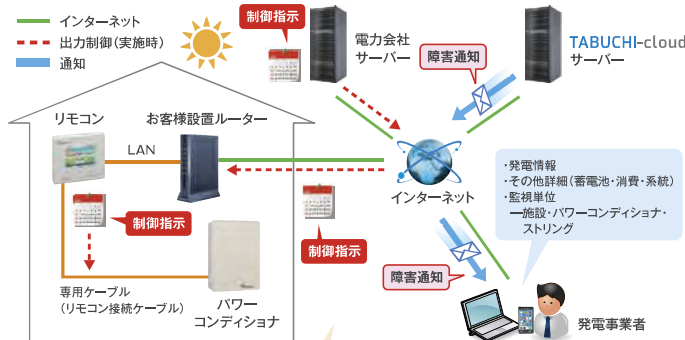 インターネット
出力制御(実施時)
通知
制御指示
電力会社
サーバー
障害通知
TABUCHI-cloud
サーバー
リモコン
お客様設置ルーター
LAN
インターネット
・発電情報
・その他詳細(蓄電池・消費・系統)
・監視単位
―施設・パワーコンディショナ・
ストリング
制御指示
制御指示
障害通知
専用ケーブル
(リモコン接続ケーブル)
パワー
コンディショナ
発電事業者